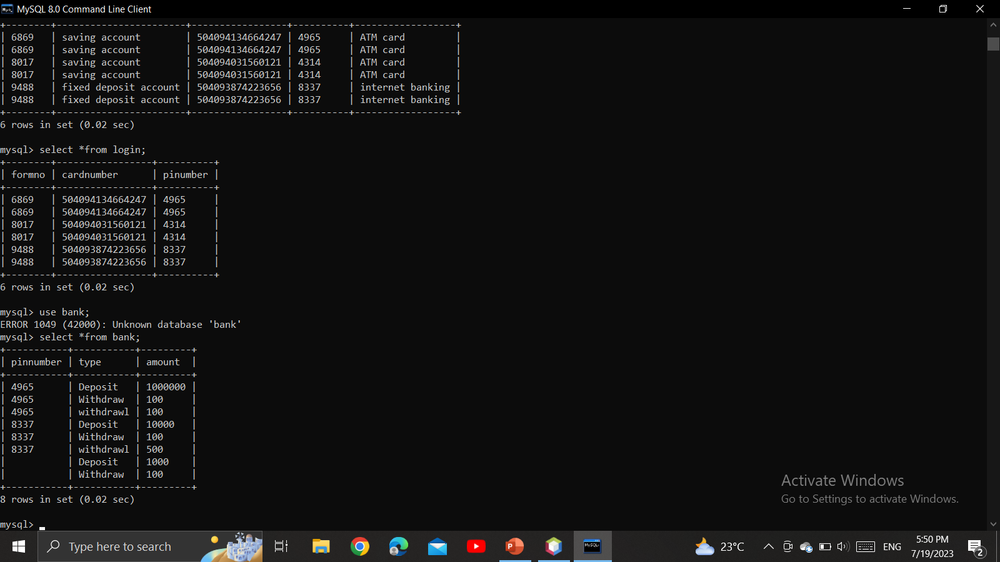 MySQL 8.0 Command Line Client
+--------+-----------------------+-----------------+----------+------------------+
| 6869   | saving account        | 504094134664247 | 4965     | ATM card         |
| 6869   | saving account        | 504094134664247 | 4965     | ATM card         |
| 8017   | saving account        | 504094031560121 | 4314     | ATM card         |
| 8017   | saving account        | 504094031560121 | 4314     | ATM card         |
| 9488   | fixed deposit account | 504093874223656 | 8337     | internet banking |
| 9488   | fixed deposit account | 504093874223656 | 8337     | internet banking |
+--------+-----------------------+-----------------+----------+------------------+
6 rows in set (0.02 sec)
mysql> select *from login;
+--------+-----------------+----------+
| formno | cardnumber      | pinumber |
+--------+-----------------+----------+
| 6869   | 504094134664247 | 4965     |
| 6869   | 504094134664247 | 4965     |
| 8017   | 504094031560121 | 4314     |
| 8017   | 504094031560121 | 4314     |
| 9488   | 504093874223656 | 8337     |
| 9488   | 504093874223656 | 8337     |
+--------+-----------------+----------+
6 rows in set (0.02 sec)
mysql> use bank;
ERROR 1049 (42000): Unknown database 'bank'
mysql> select *from bank;
+-----------+-----------+---------+
| pinnumber | type      | amount  |
+-----------+-----------+---------+
| 4965      | Deposit   | 1000000 |
| 4965      | Withdraw  | 100     |
| 4965      | withdrawl | 100     |
| 8337      | Deposit   | 10000   |
| 8337      | Withdraw  | 100     |
| 8337      | withdrawl | 500     |
|           | Deposit   | 1000    |
|           | Withdraw  | 100     |
+-----------+-----------+---------+
8 rows in set (0.02 sec)
mysql>
Activate Windows
Go to Settings to activate Windows.
Type here to search
23°C
ENG
5:50 PM
7/19/2023
2